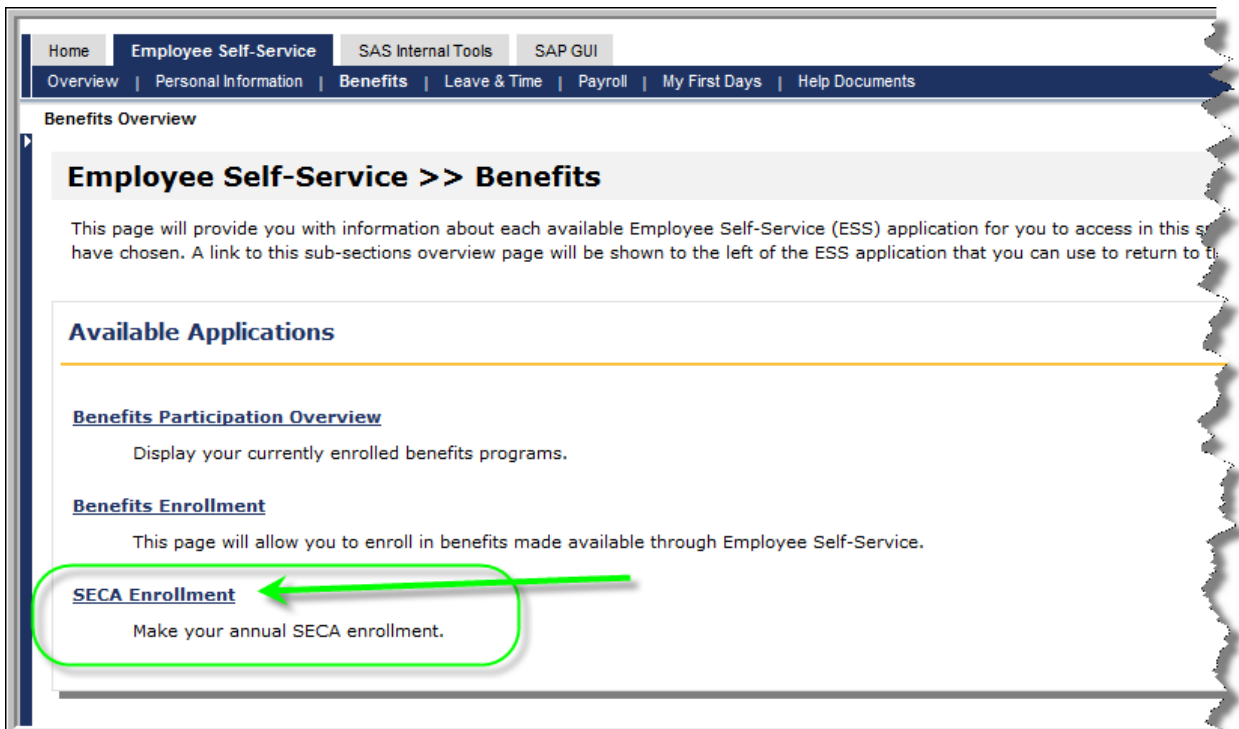 Home Employee Self-Service SAS Internal Tools SAP GUI
Overview | Personal Information | Benefits | Leave & Time | Payroll | My First Days | Help Documents
Benefits Overview
Employee Self-Service >> Benefits
This page will provide you with information about each available Employee Self-Service (ESS) application for you to access in this
have chosen. A link to this sub-sections overview page will be shown to the left of the ESS application that you can use to return to
Available Applications
Benefits Participation Overview
Display your currently enrolled benefits programs.
Benefits Enrollment
This page will allow you to enroll in benefits made available through Employee Self-Service.
SECA Enrollment
Make your annual SECA enrollment.